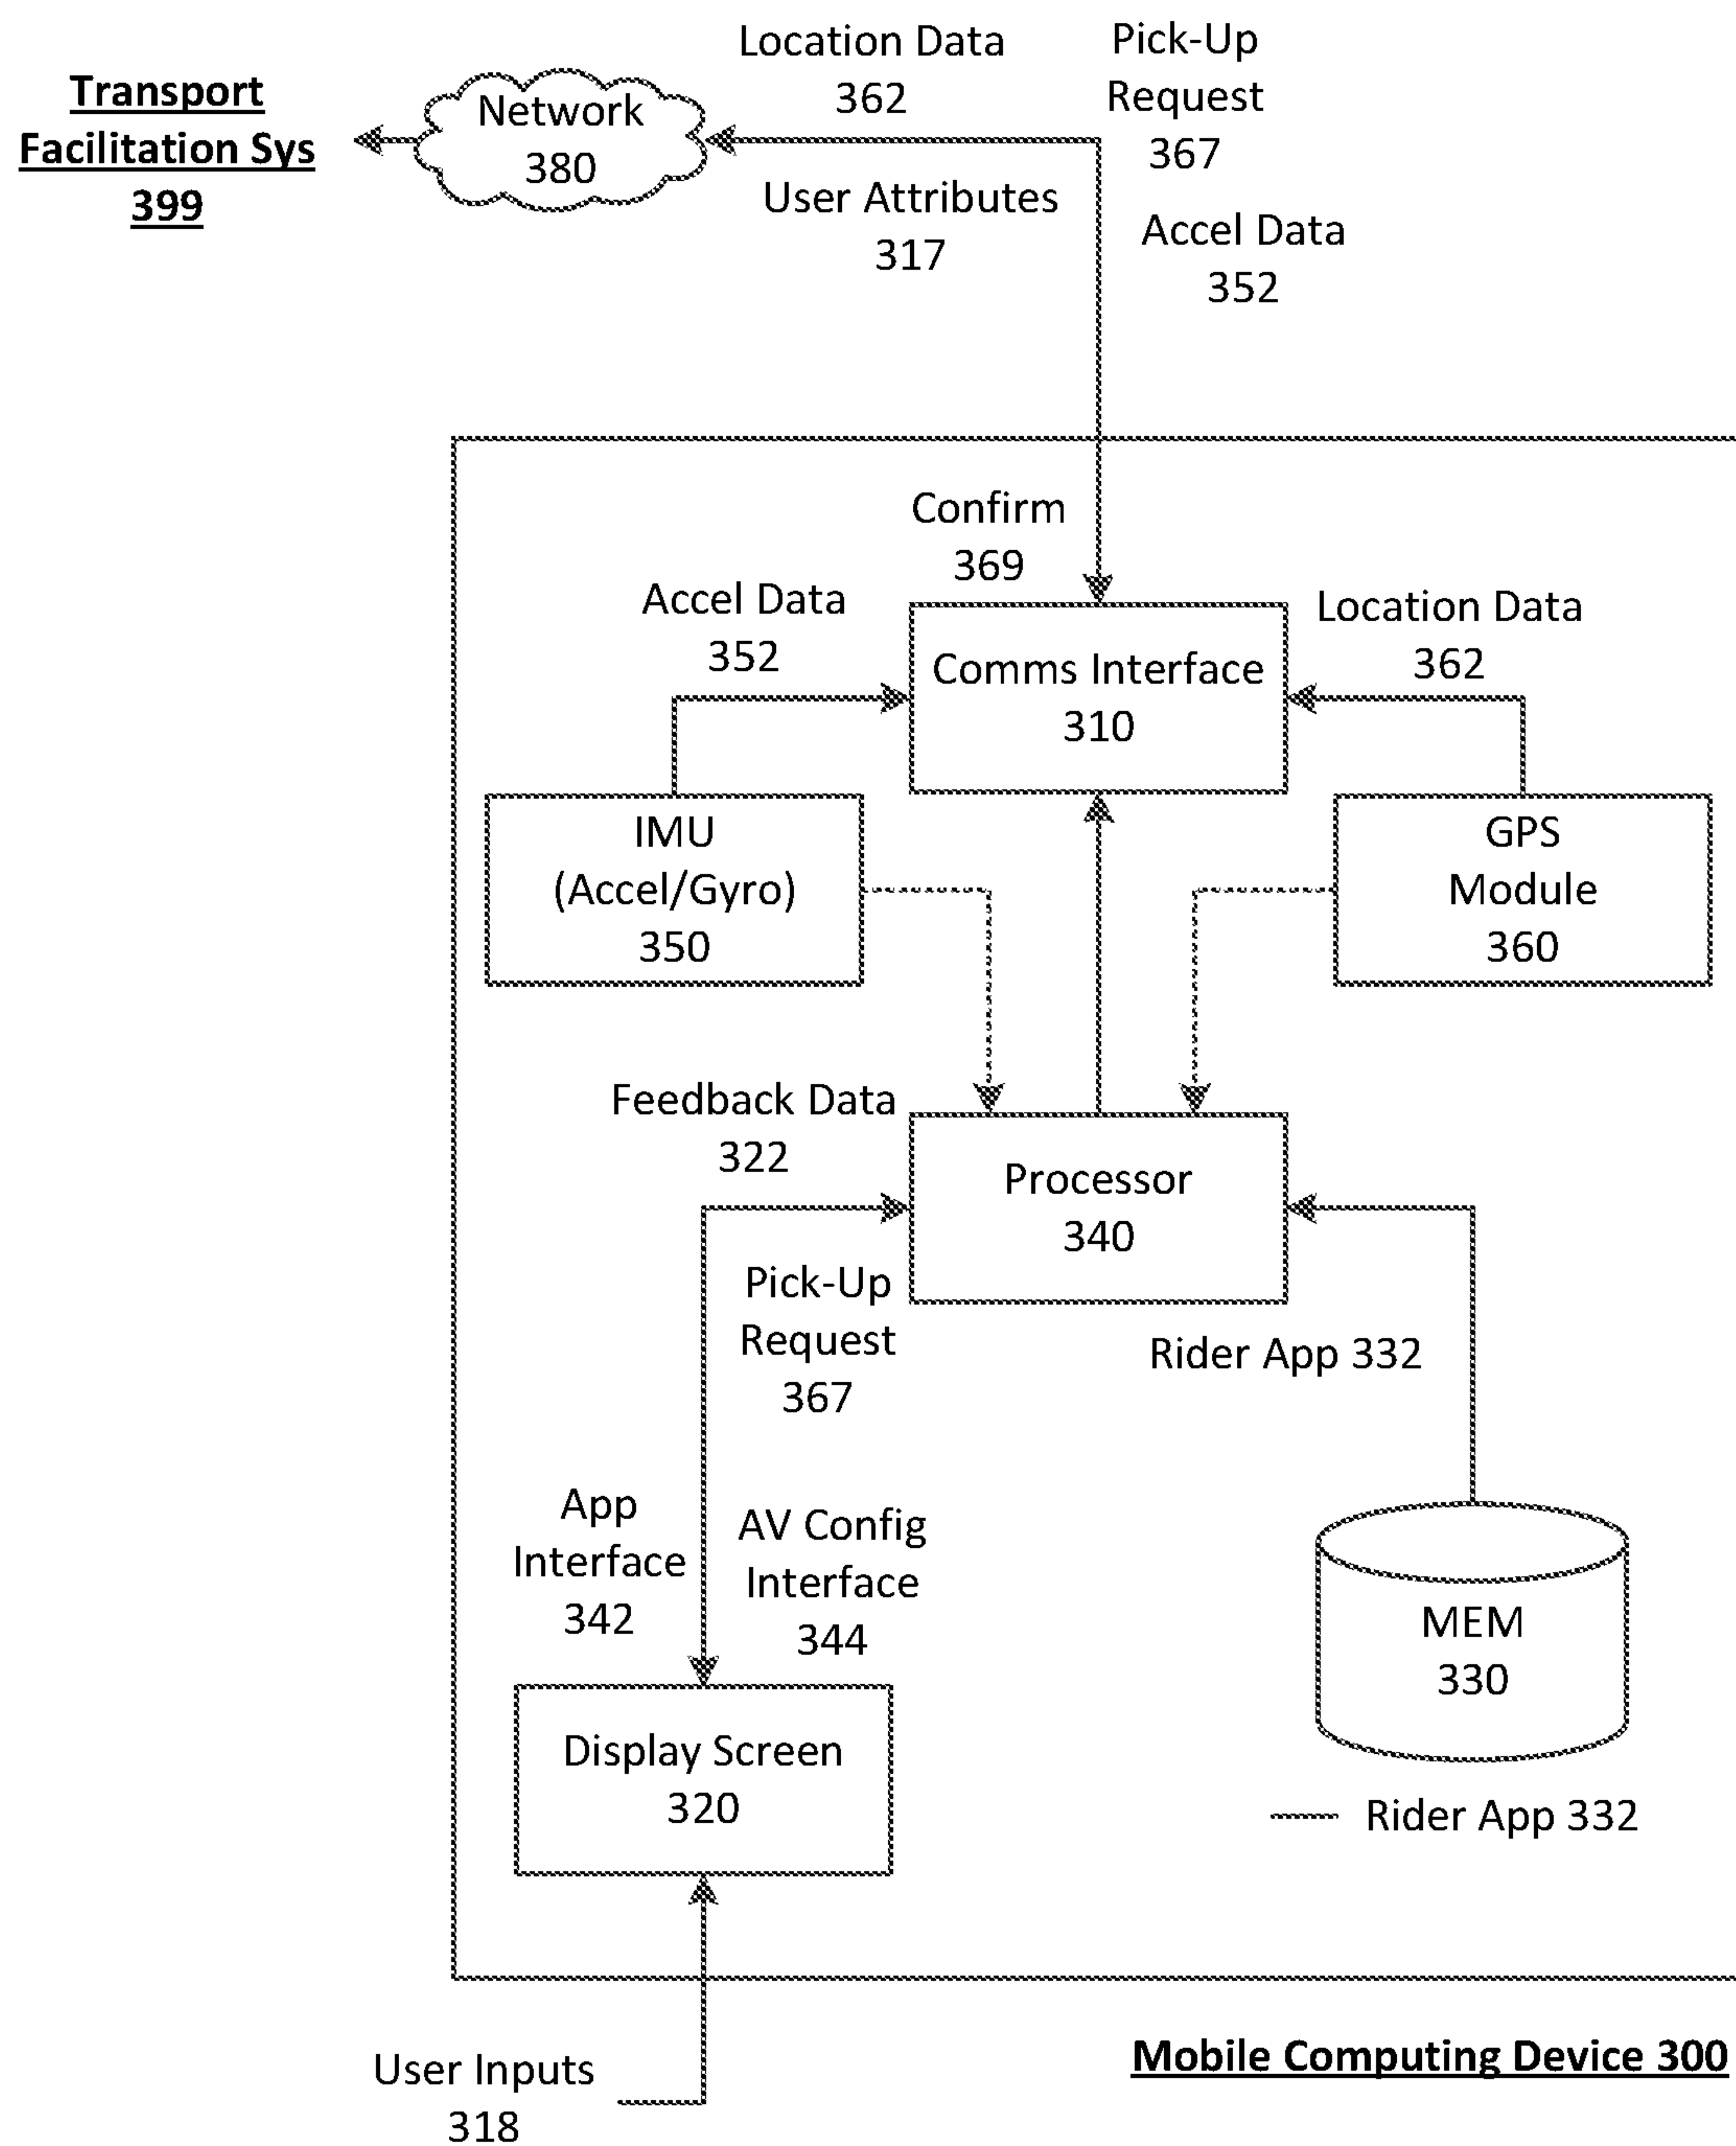 Transport
Facilitation Sys
399
Network
380
Location Data
362
User Attributes
317
Pick-Up
Request
367
Accel Data
352
Confirm
369
Accel Data
352
Comms Interface
310
Location Data
362
IMU
(Accel/Gyro)
350
GPS
Module
360
Feedback Data
322
Processor
340
Pick-Up
Request
367
Rider App 332
App
Interface
342
AV Config
Interface
344
MEM
330
Display Screen
320
Rider App 332
Mobile Computing Device 300
User Inputs
318